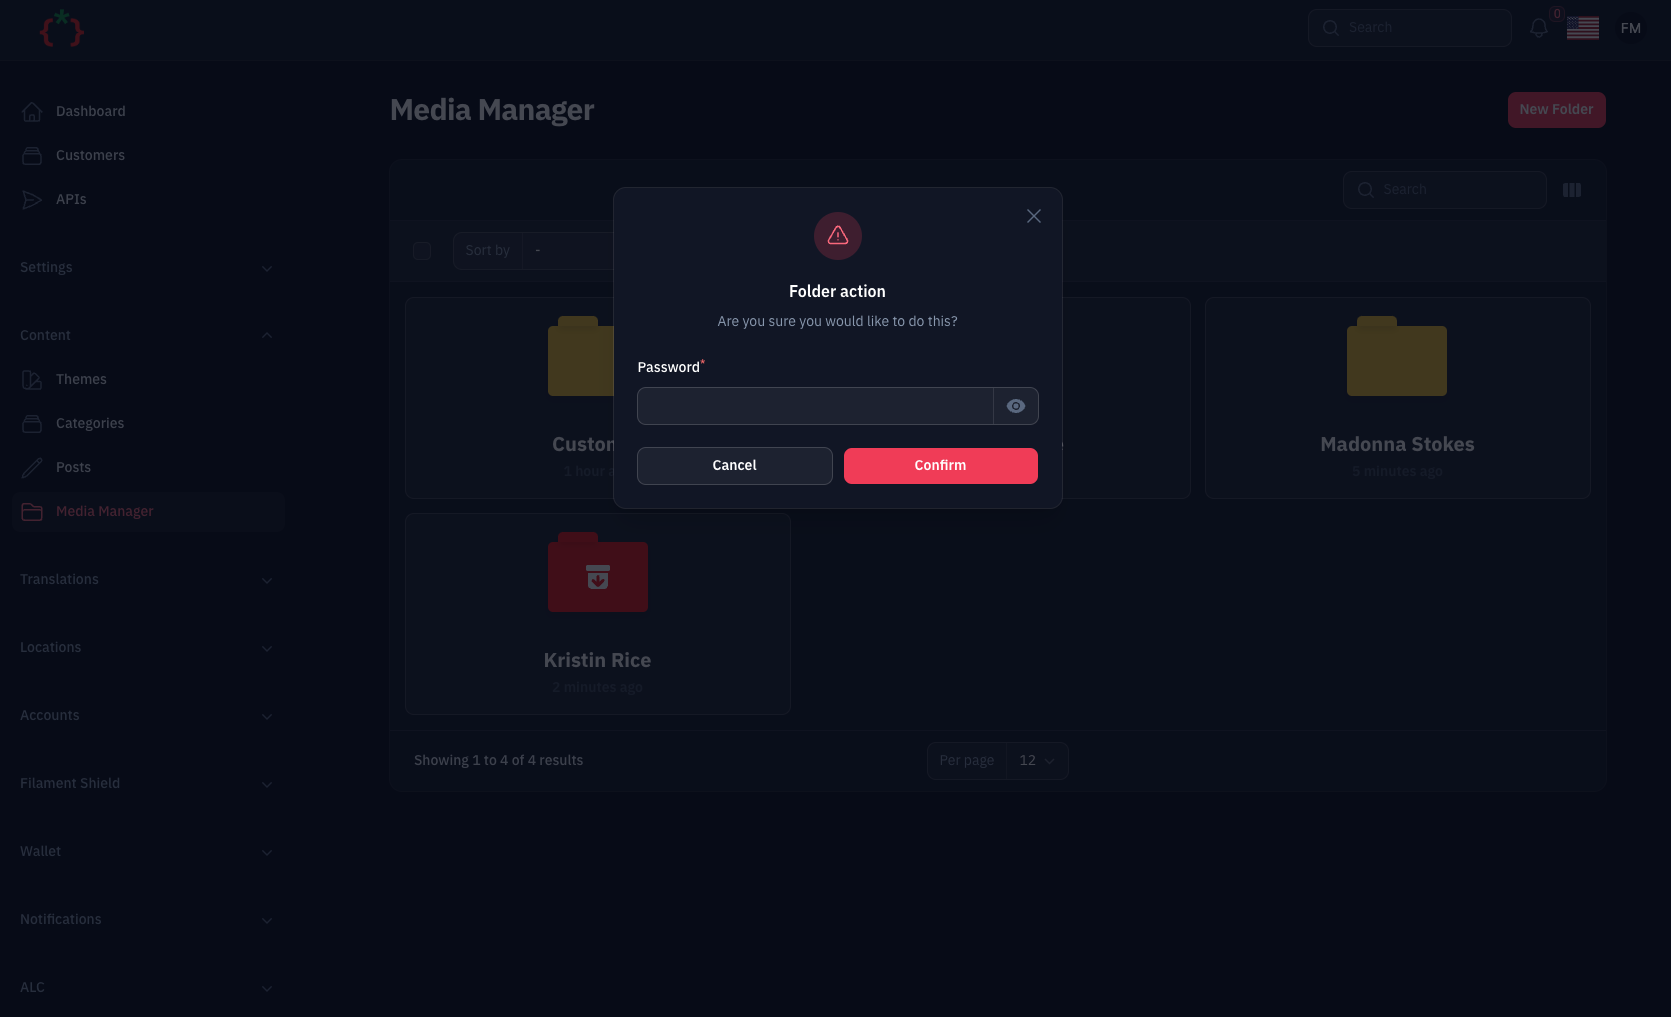 Search
0
FM
Dashboard
Customers
APIs
Settings
Content
Themes
Categories
Posts
Media Manager
Translations
Locations
Accounts
Filament Shield
Wallet
Notifications
ALC
Media Manager
New Folder
Search
Sort by
-
Folder action
Are you sure you would like to do this?
Password*
Cancel
Confirm
1 hour
Madonna Stokes
5 minutes ago
Kristin Rice
2 minutes ago
Showing 1 to 4 of 4 results
Per page
12